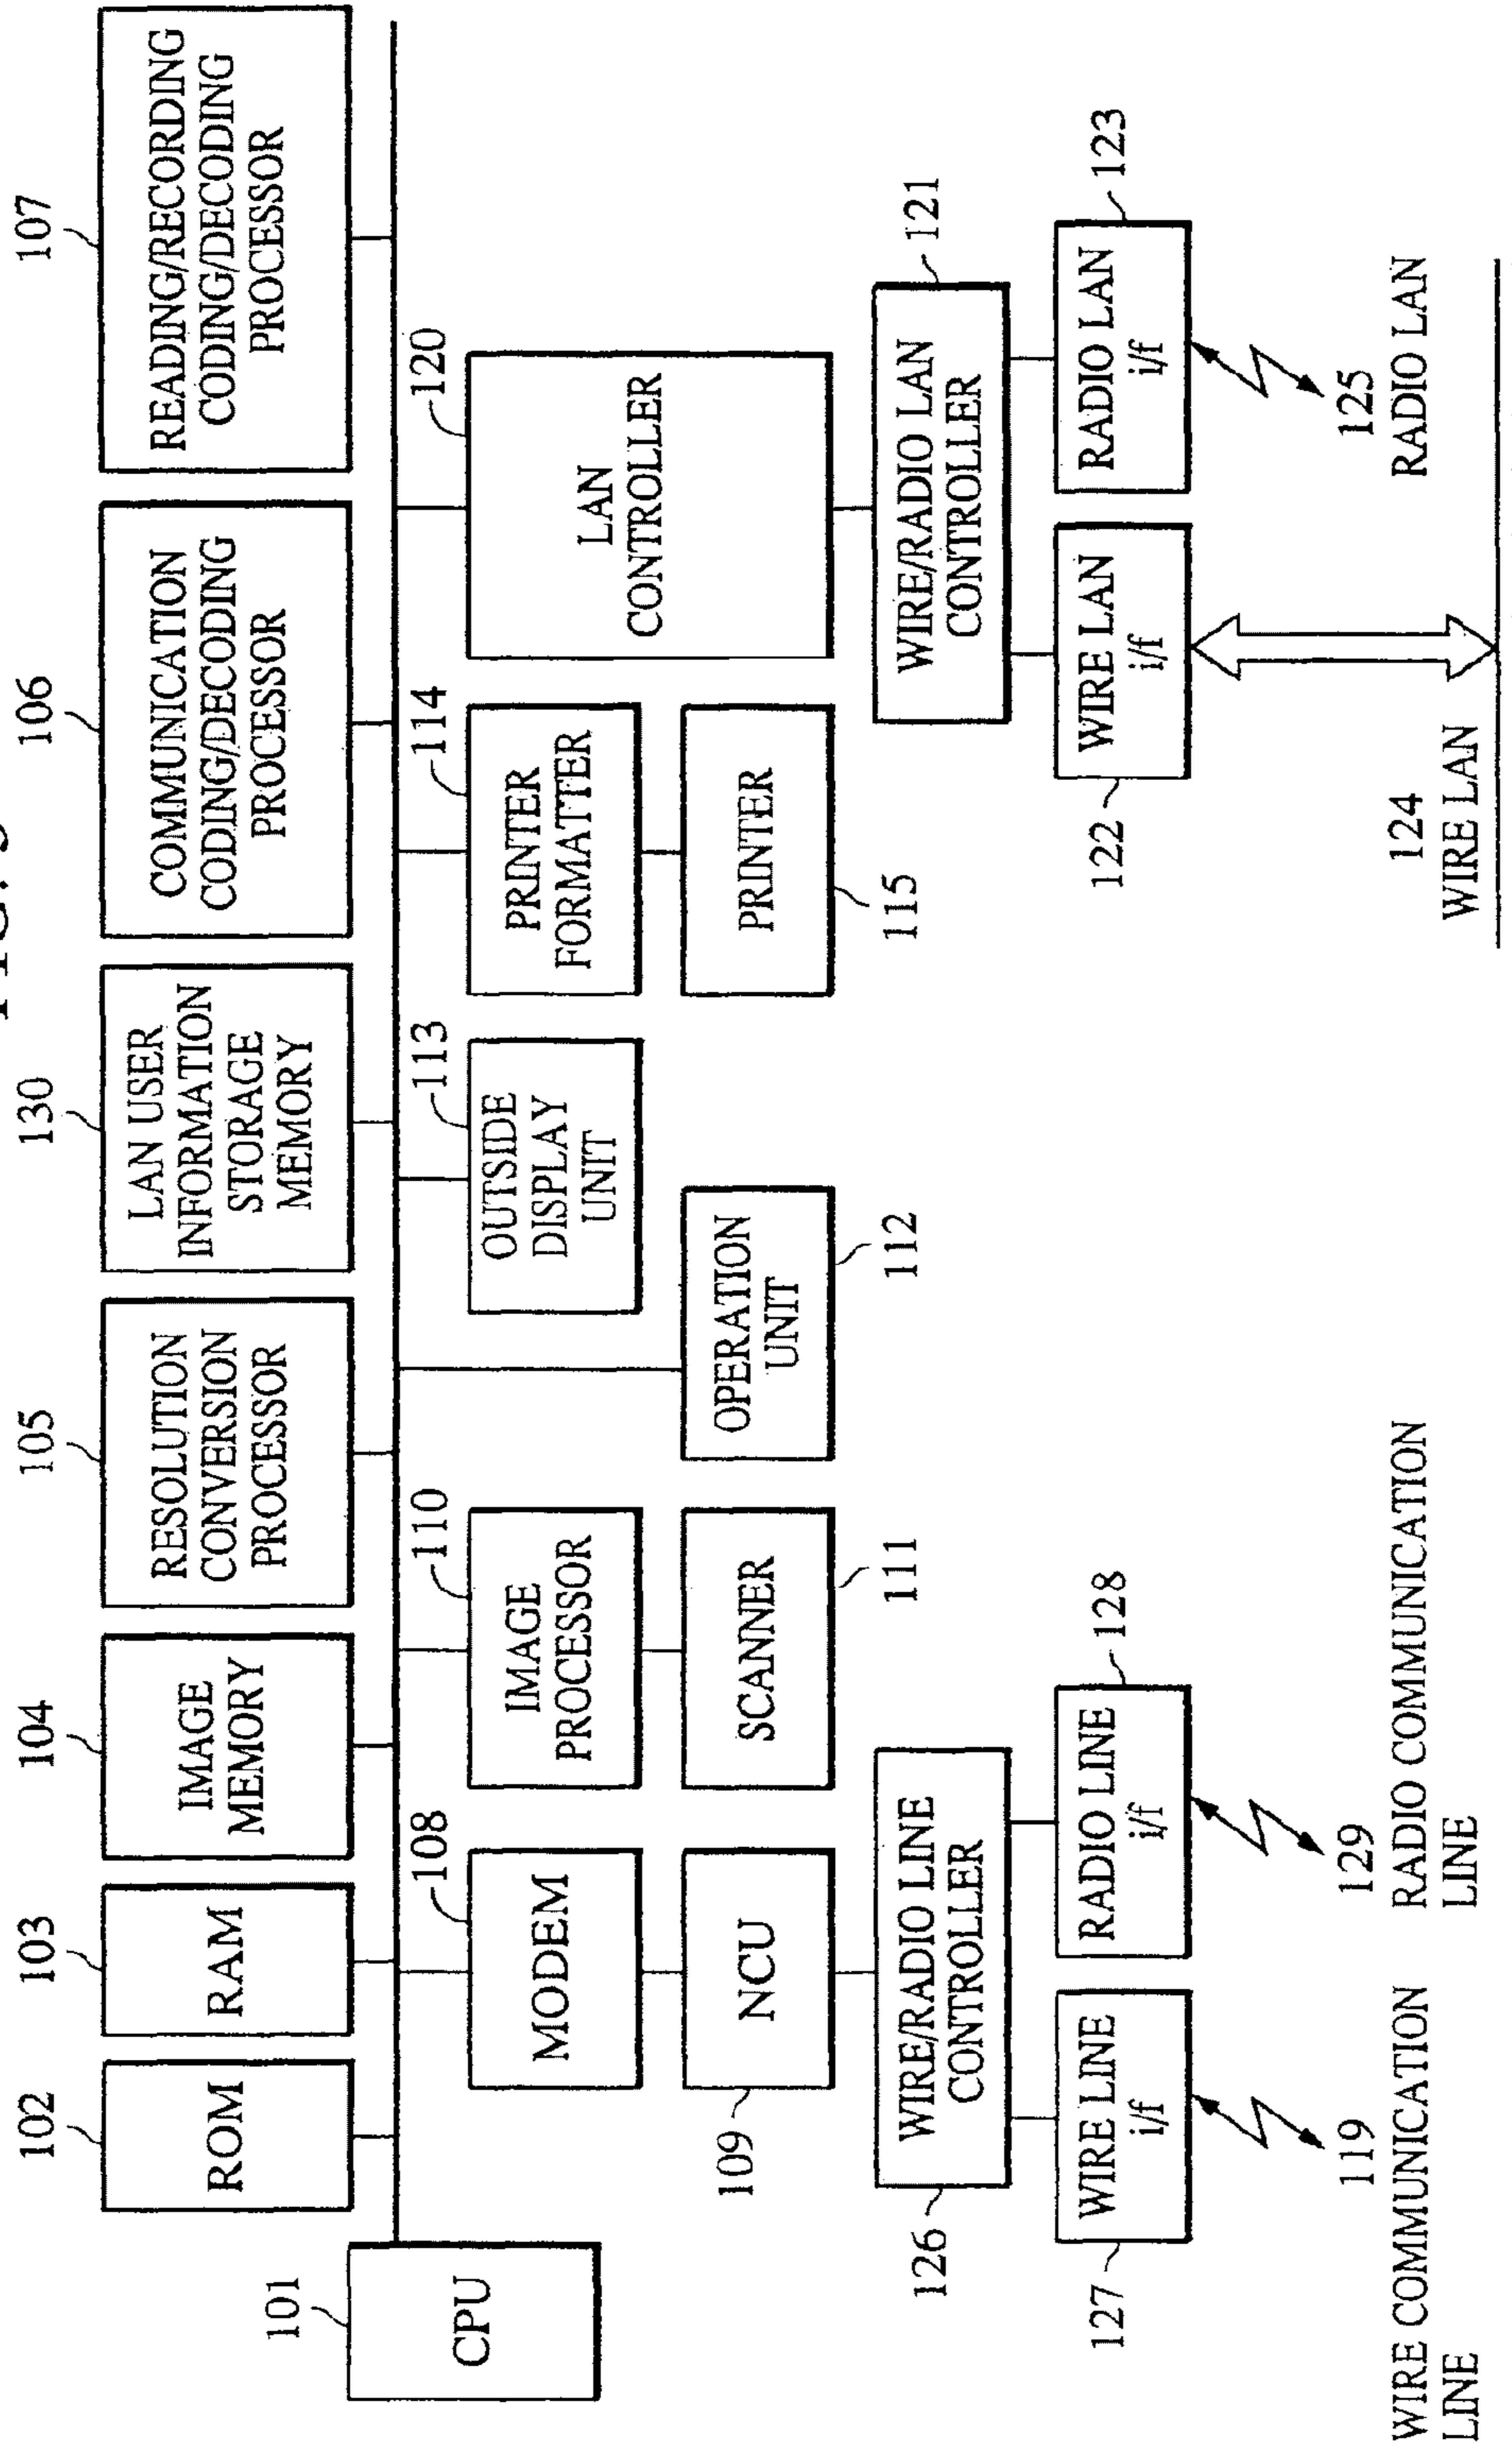 102
103
104
105
130
106
107
ROM
RAM
IMAGE
MEMORY
RESOLUTION
CONVERSION
PROCESSOR
LAN USER
INFORMATION
STORAGE
MEMORY
COMMUNICATION
CODING/DECODING
PROCESSOR
READING/RECORDING
CODING/DECODING
PROCESSOR
101
CPU
108
110
113
114
120
MODEM
IMAGE
PROCESSOR
OUTSIDE
DISPLAY
UNIT
PRINTER
FORMATTER
LAN
CONTROLLER
NCU
SCANNER
OPERATION
UNIT
PRINTER
109
111
112
115
126
WIRE/RADIO LINE
CONTROLLER
WIRE/RADIO LAN
CONTROLLER
121
127
WIRE LINE
i/f
RADIO LINE
i/f
128
122
WIRE LAN
i/f
RADIO LAN
i/f
123
119
WIRE COMMUNICATION
LINE
129
RADIO COMMUNICATION
LINE
124
WIRE LAN
125
RADIO LAN